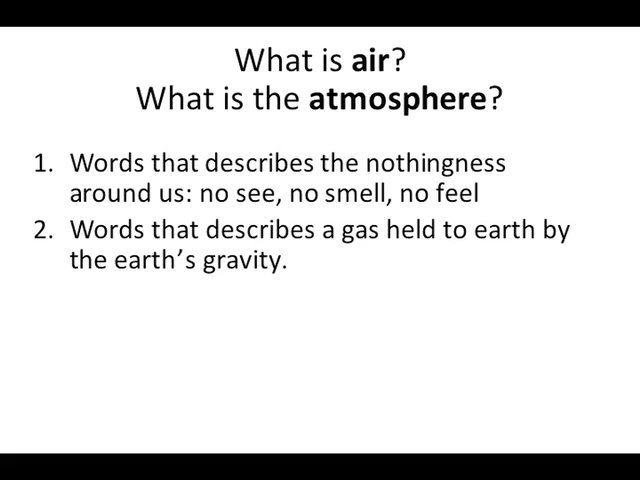 What is air?
What is the atmosphere?
1. Words that describes the nothingness
around us: no see, no smell, no feel
2. Words that describes a gas held to earth by
the earth’s gravity.